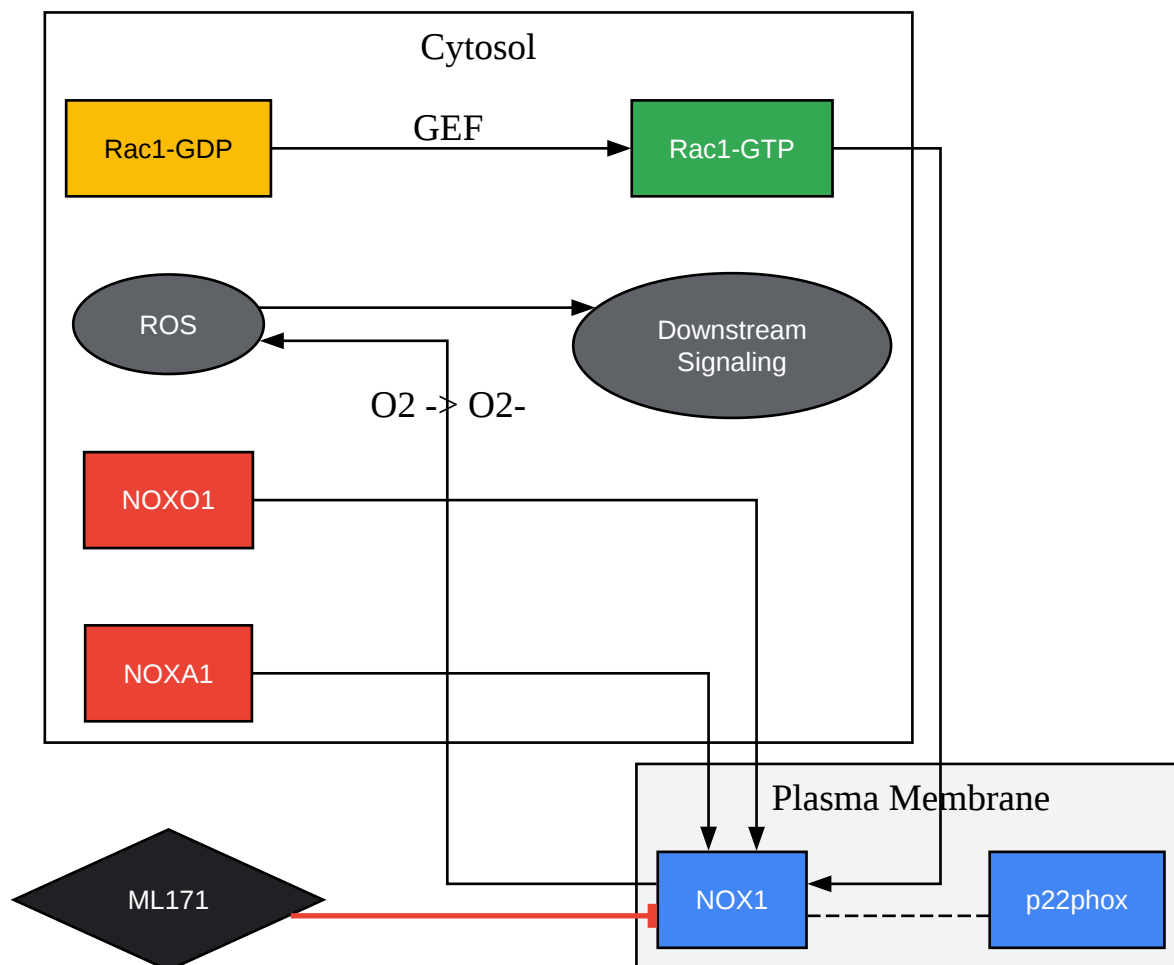 Cytosol
Rac1-GDP
GEF
Rac1-GTP
ROS
Downstream
Signaling
O2 -> O2-
NOXO1
NOXA1
Plasma Membrane
ML171
NOX1
p22phox